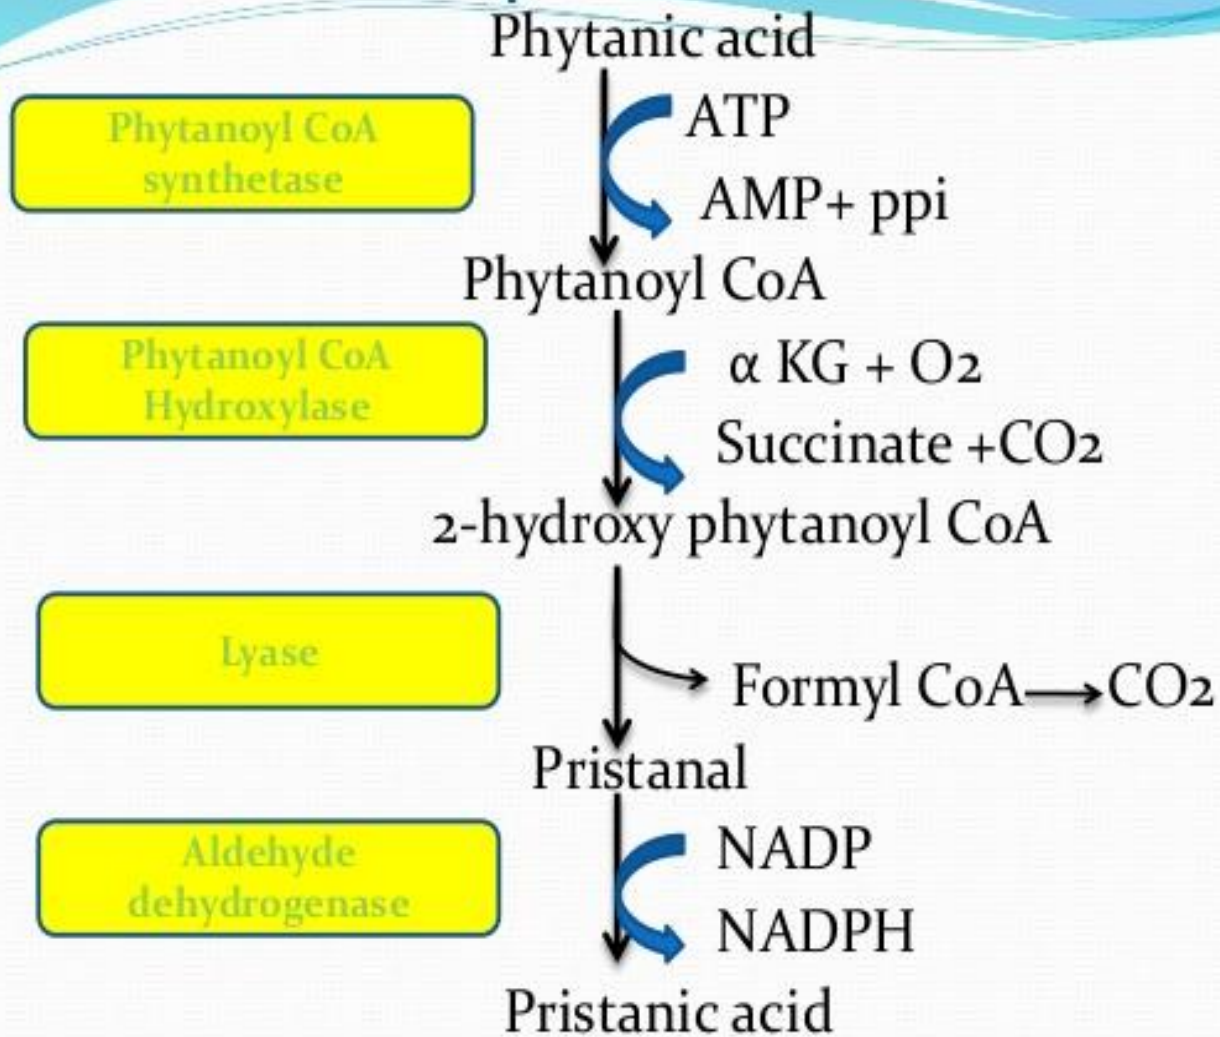 Phytanic acid
Phytanoyl CoA
synthetase
ATP
AMP+ ppi
Phytanoyl CoA
Phytanoyl CoA
Hydroxylase
α KG + O2
Succinate +CO2
2-hydroxy phytanoyl CoA
Lyase
Formyl CoA→CO2
Pristanal
Aldehyde
dehydrogenase
NADP
NADPH
Pristanic acid